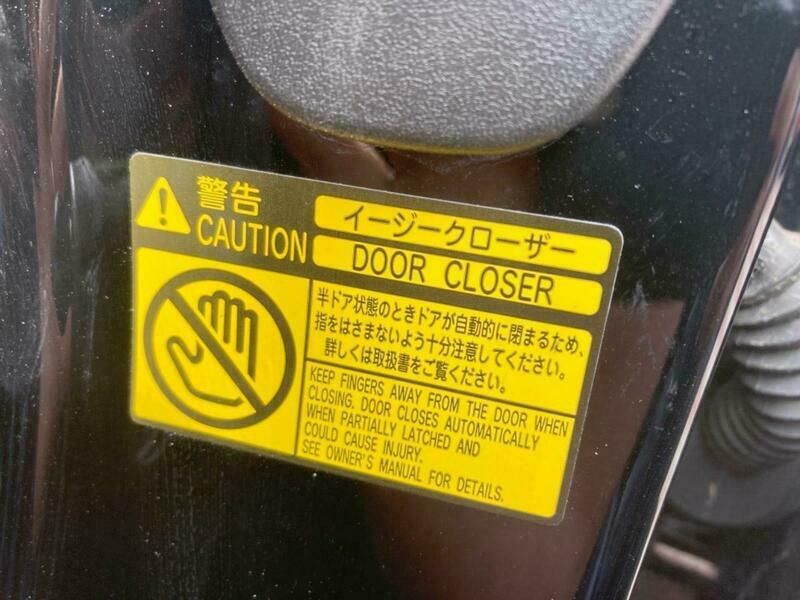 警告
CAUTION
イージークローザー
DOOR CLOSER
半ドア状態のときドアが自動的に閉まるため、
指をはさまないよう十分注意してください。
詳しくは取扱書をご覧ください。
KEEP FINGERS AWAY FROM THE DOOR WHEN
CLOSING. DOOR CLOSES AUTOMATICALLY
WHEN PARTIALLY LATCHED AND
COULD CAUSE INJURY.
SEE OWNER'S MANUAL FOR DETAILS.